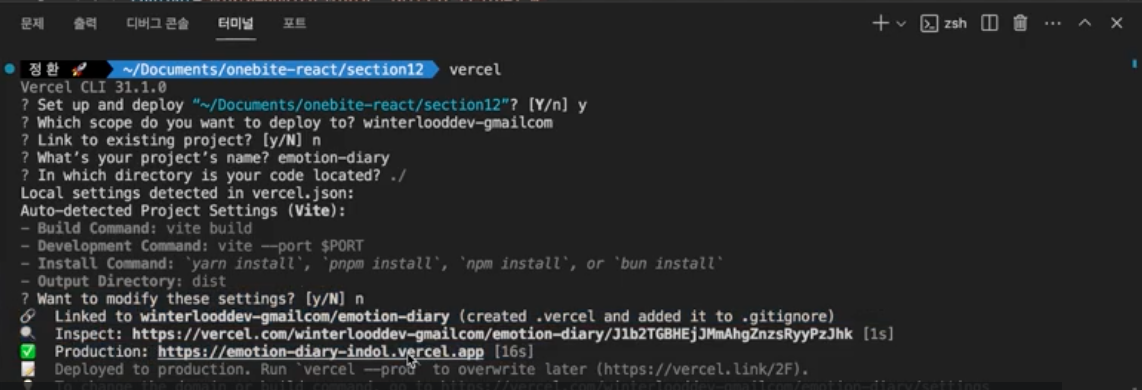 문제 출력 디버그 콘솔 터미널 포트 zsh
정환 🚀 ~/Documents/onebite-react/section12 vercel
Vercel CLI 31.1.0
? Set up and deploy “~/Documents/onebite-react/section12”? [Y/n] y
? Which scope do you want to deploy to? winterlooddev-gmailcom
? Link to existing project? [y/N] n
? What’s your project’s name? emotion-diary
? In which directory is your code located? ./
Local settings detected in vercel.json:
Auto-detected Project Settings (Vite):
- Build Command: vite build
- Development Command: vite --port $PORT
- Install Command: `yarn install`, `pnpm install`, `npm install`, or `bun install`
- Output Directory: dist
? Want to modify these settings? [y/N] n
🔗 Linked to winterlooddev-gmailcom/emotion-diary (created .vercel and added it to .gitignore)
🔍 Inspect: https://vercel.com/winterlooddev-gmailcom/emotion-diary/J1b2TGBHEjJMmAhgZnzsRyyPzJhk [1s]
✅ Production: https://emotion-diary-indol.vercel.app [16s]
📝 Deployed to production. Run `vercel --prod` to overwrite later (https://vercel.link/2F).